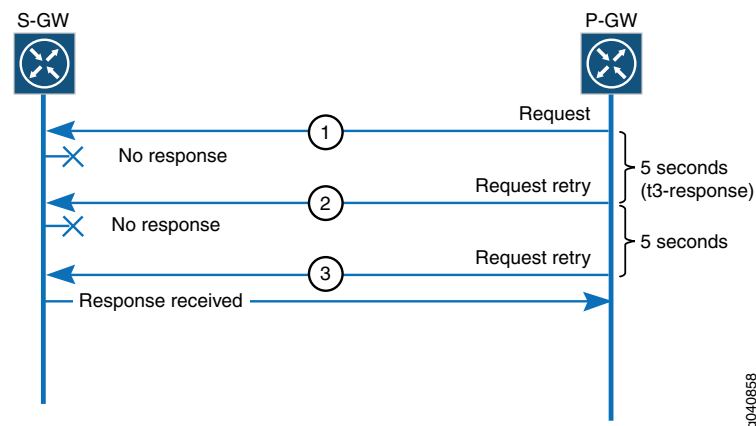 S-GW
P-GW
Request
1
No response
5 seconds
(t3-response)
Request retry
2
No response
5 seconds
Request retry
3
Response received
g040858